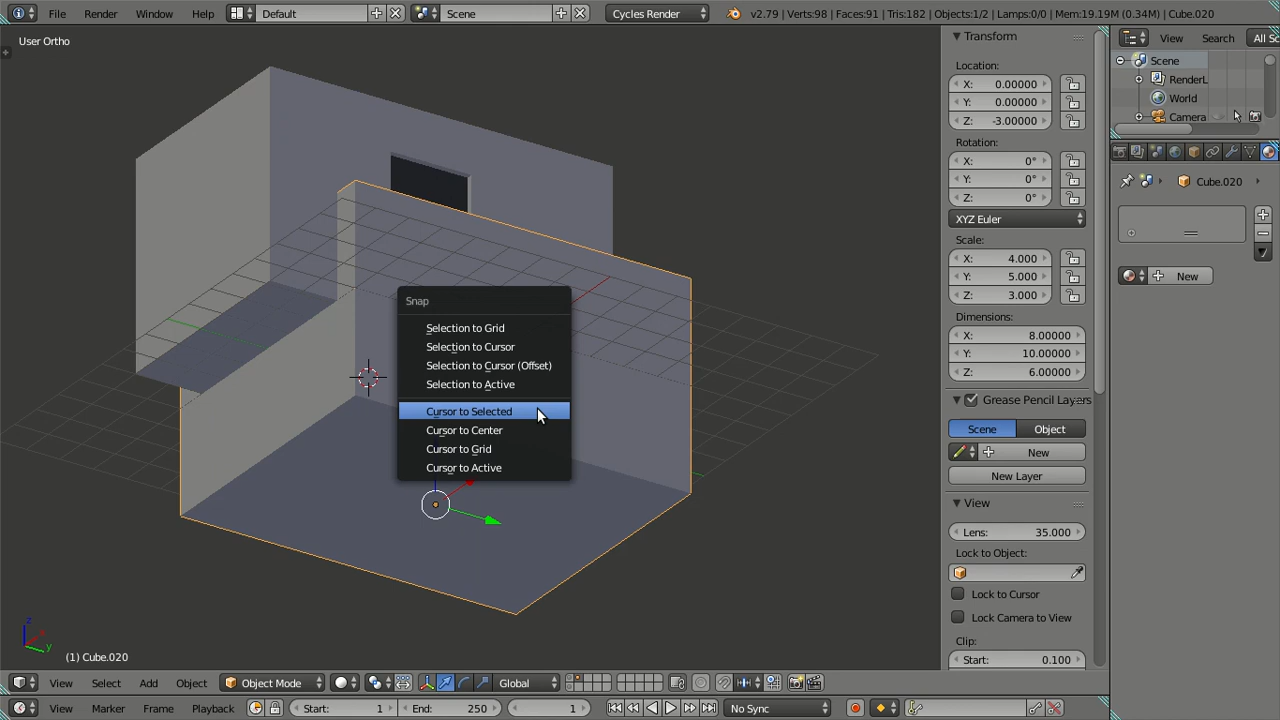 File Render Window Help Default Scene Cycles Render v2.79 | Verts:98 | Faces:91 | Tris:182 | Objects:1/2 | Lamps:0/0 | Mem:19.19M (0.34M) | Cube.020
User Ortho
Transform
Location:
X: 0.00000
Y: 0.00000
Z: -3.00000
Rotation:
X: 0°
Y: 0°
Z: 0°
XYZ Euler
Scale:
X: 4.000
Y: 5.000
Z: 3.000
Dimensions:
X: 8.00000
Y: 10.00000
Z: 6.00000
Grease Pencil Layers
Scene Object
New
New Layer
View
Lens: 35.000
Lock to Object:
Lock to Cursor
Lock Camera to View
Clip:
Start: 0.100
View Search All Sc
Scene
RenderL
World
Camera
Cube.020
New
Snap
Selection to Grid
Selection to Cursor
Selection to Cursor (Offset)
Selection to Active
Cursor to Selected
Cursor to Center
Cursor to Grid
Cursor to Active
z
x
y
(1) Cube.020
View Select Add Object Object Mode Global
View Marker Frame Playback Start: 1 End: 250 1 No Sync